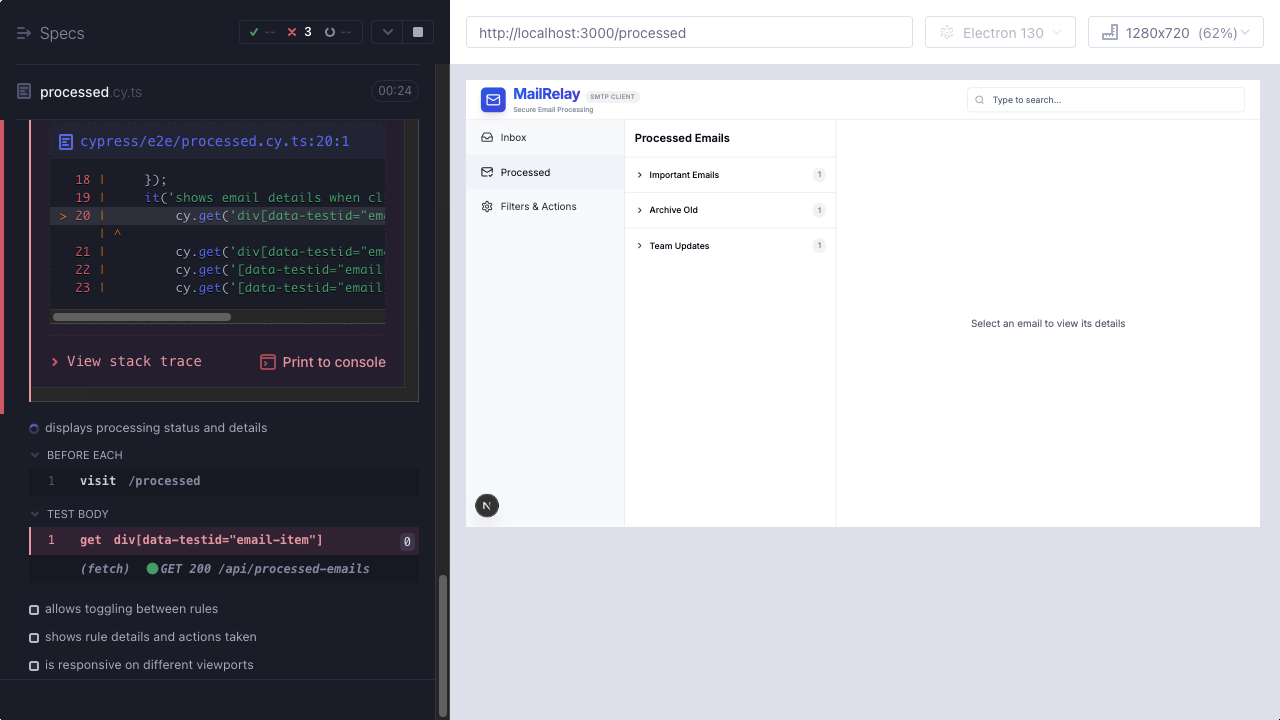 Specs
-- 3 --
processed.cy.ts 00:24
cypress/e2e/processed.cy.ts:20:1
18 | });
19 | it('shows email details when cl
> 20 | cy.get('div[data-testid="ema
| ^
21 | cy.get('div[data-testid="ema
22 | cy.get('[data-testid="email
23 | cy.get('[data-testid="email
View stack trace Print to console
displays processing status and details
BEFORE EACH
1 visit /processed
TEST BODY
1 get div[data-testid="email-item"] 0
(fetch) GET 200 /api/processed-emails
allows toggling between rules
shows rule details and actions taken
is responsive on different viewports
http://localhost:3000/processed
Electron 130
1280x720 (62%)
MailRelay SMTP CLIENT
Secure Email Processing
Type to search...
Inbox
Processed
Filters & Actions
N
Processed Emails
Important Emails 1
Archive Old 1
Team Updates 1
Select an email to view its details